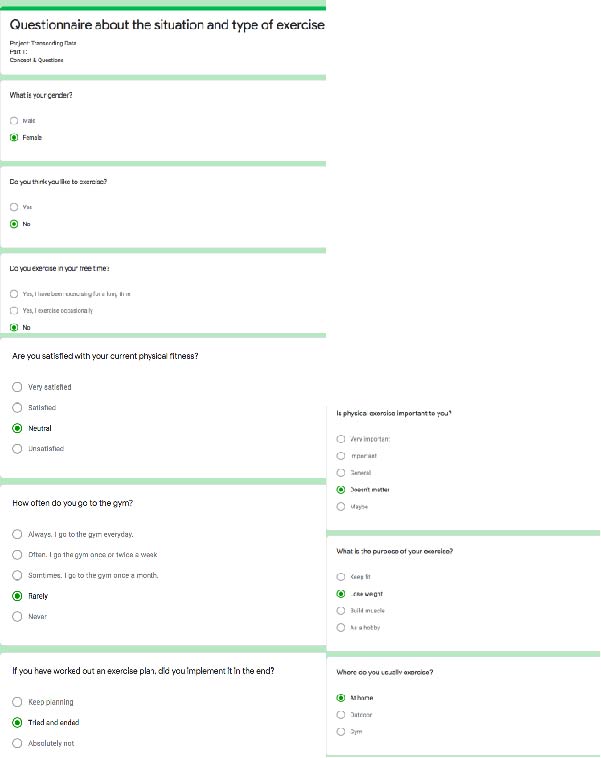 Questionnaire about the situation and type of exercise
Project: Transcending Data
Part 1:
Concept & Questions
What is your gender?
Male
Female
Do you think you like to exercise?
Yes
No
Do you exercise in your free time?
Yes, I have been exercising for a long time
Yes, I exercise occasionally
No
Are you satisfied with your current physical fitness?
Very satisfied
Satisfied
Neutral
Unsatisfied
How often do you go to the gym?
Always. I go to the gym everyday.
Often. I go the gym once or twice a week
Somtimes. I go to the gym once a month.
Rarely
Never
If you have worked out an exercise plan, did you implement it in the end?
Keep planning
Tried and ended
Absolutely not
Is physical exercise important to you?
Very important
Important
General
Doesn't matter
Maybe
What is the purpose of your exercise?
Keep fit
Lose weight
Build muscle
As a hobby
Where do you usually exercise?
At home
Outdoor
Gym